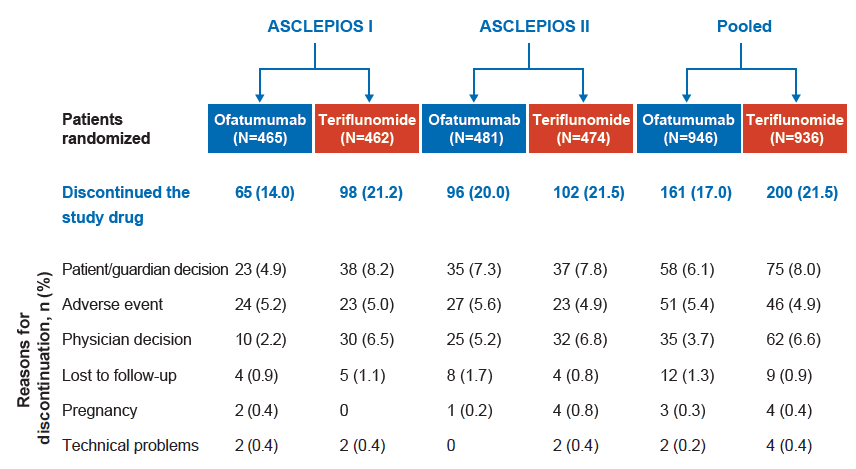 ASCLEPIOS I ASCLEPIOS II Pooled
Patients
randomized
Ofatumumab Teriflunomide Ofatumumab Teriflunomide Ofatumumab Teriflunomide
(N=465) (N=462) (N=481) (N=474) (N=946) (N=936)
Discontinued the 65 (14.0) 98 (21.2) 96 (20.0) 102 (21.5) 161 (17.0) 200 (21.5)
study drug
Reasons for
discontinuation, n (%)
Patient/guardian decision 23 (4.9) 38 (8.2) 35 (7.3) 37 (7.8) 58 (6.1) 75 (8.0)
Adverse event 24 (5.2) 23 (5.0) 27 (5.6) 23 (4.9) 51 (5.4) 46 (4.9)
Physician decision 10 (2.2) 30 (6.5) 25 (5.2) 32 (6.8) 35 (3.7) 62 (6.6)
Lost to follow-up 4 (0.9) 5 (1.1) 8 (1.7) 4 (0.8) 12 (1.3) 9 (0.9)
Pregnancy 2 (0.4) 0 1 (0.2) 4 (0.8) 3 (0.3) 4 (0.4)
Technical problems 2 (0.4) 2 (0.4) 0 2 (0.4) 2 (0.2) 4 (0.4)